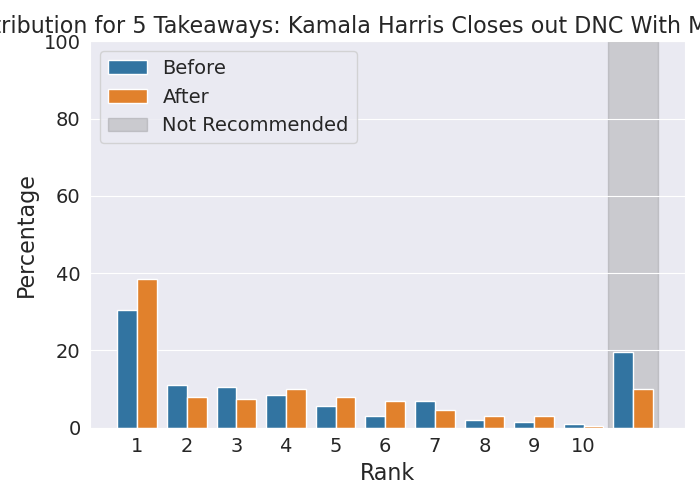 ribution for 5 Takeaways: Kamala Harris Closes out DNC With M
100
80
60
40
20
0
Percentage
Before
After
Not Recommended
1 2 3 4 5 6 7 8 9 10
Rank